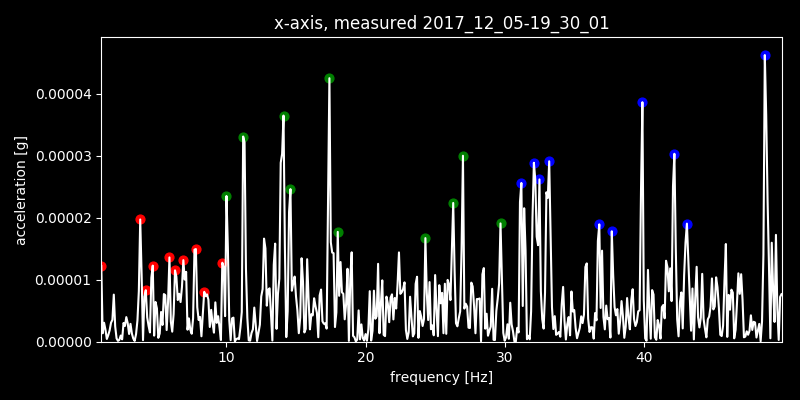 x-axis, measured 2017_12_05-19_30_01
0.00004
0.00003
0.00002
0.00001
0.00000
acceleration [g]
10 20 30 40
frequency [Hz]